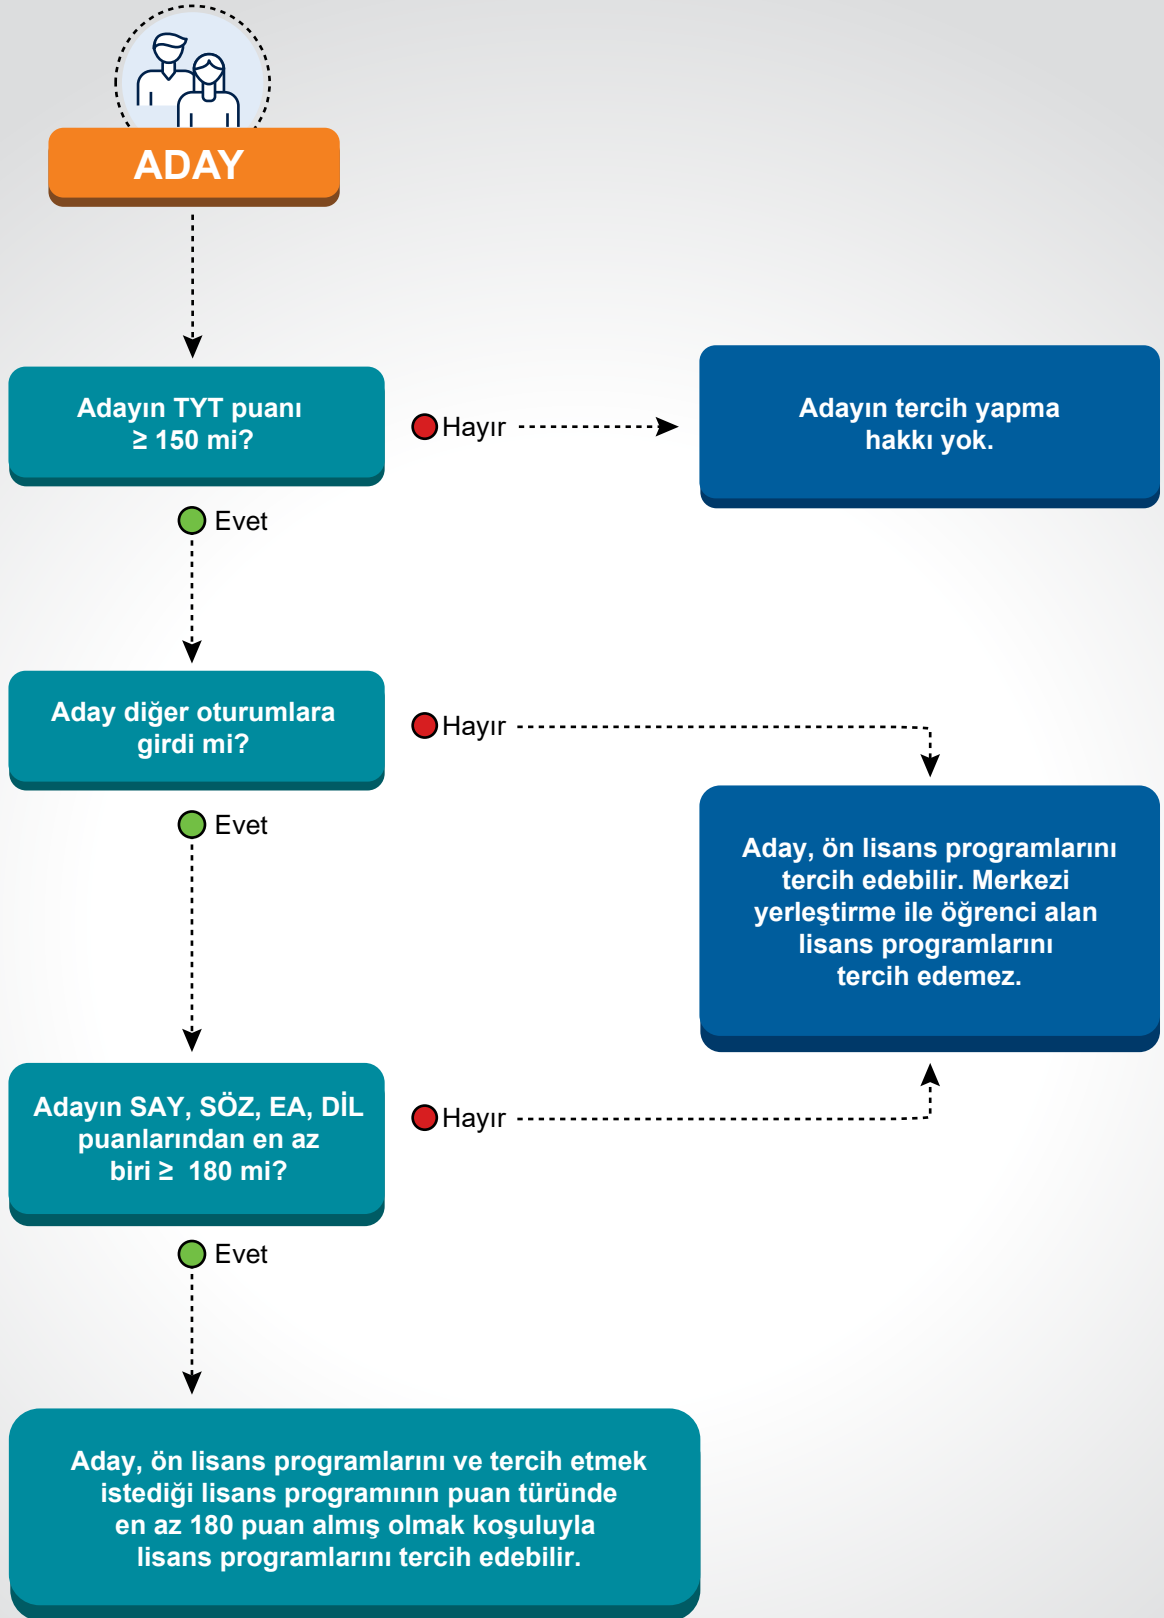 ADAY
Adayın TYT puanı
≥ 150 mi?
Hayır
Adayın tercih yapma
hakkı yok.
Evet
Aday diğer oturumlara
girdi mi?
Hayır
Evet
Aday, ön lisans programlarını
tercih edebilir. Merkezi
yerleştirme ile öğrenci alan
lisans programlarını
tercih edemez.
Adayın SAY, SÖZ, EA, DİL
puanlarından en az
biri ≥ 180 mi?
Hayır
Evet
Aday, ön lisans programlarını ve tercih etmek
istediği lisans programının puan türünde
en az 180 puan almış olmak koşuluyla
lisans programlarını tercih edebilir.